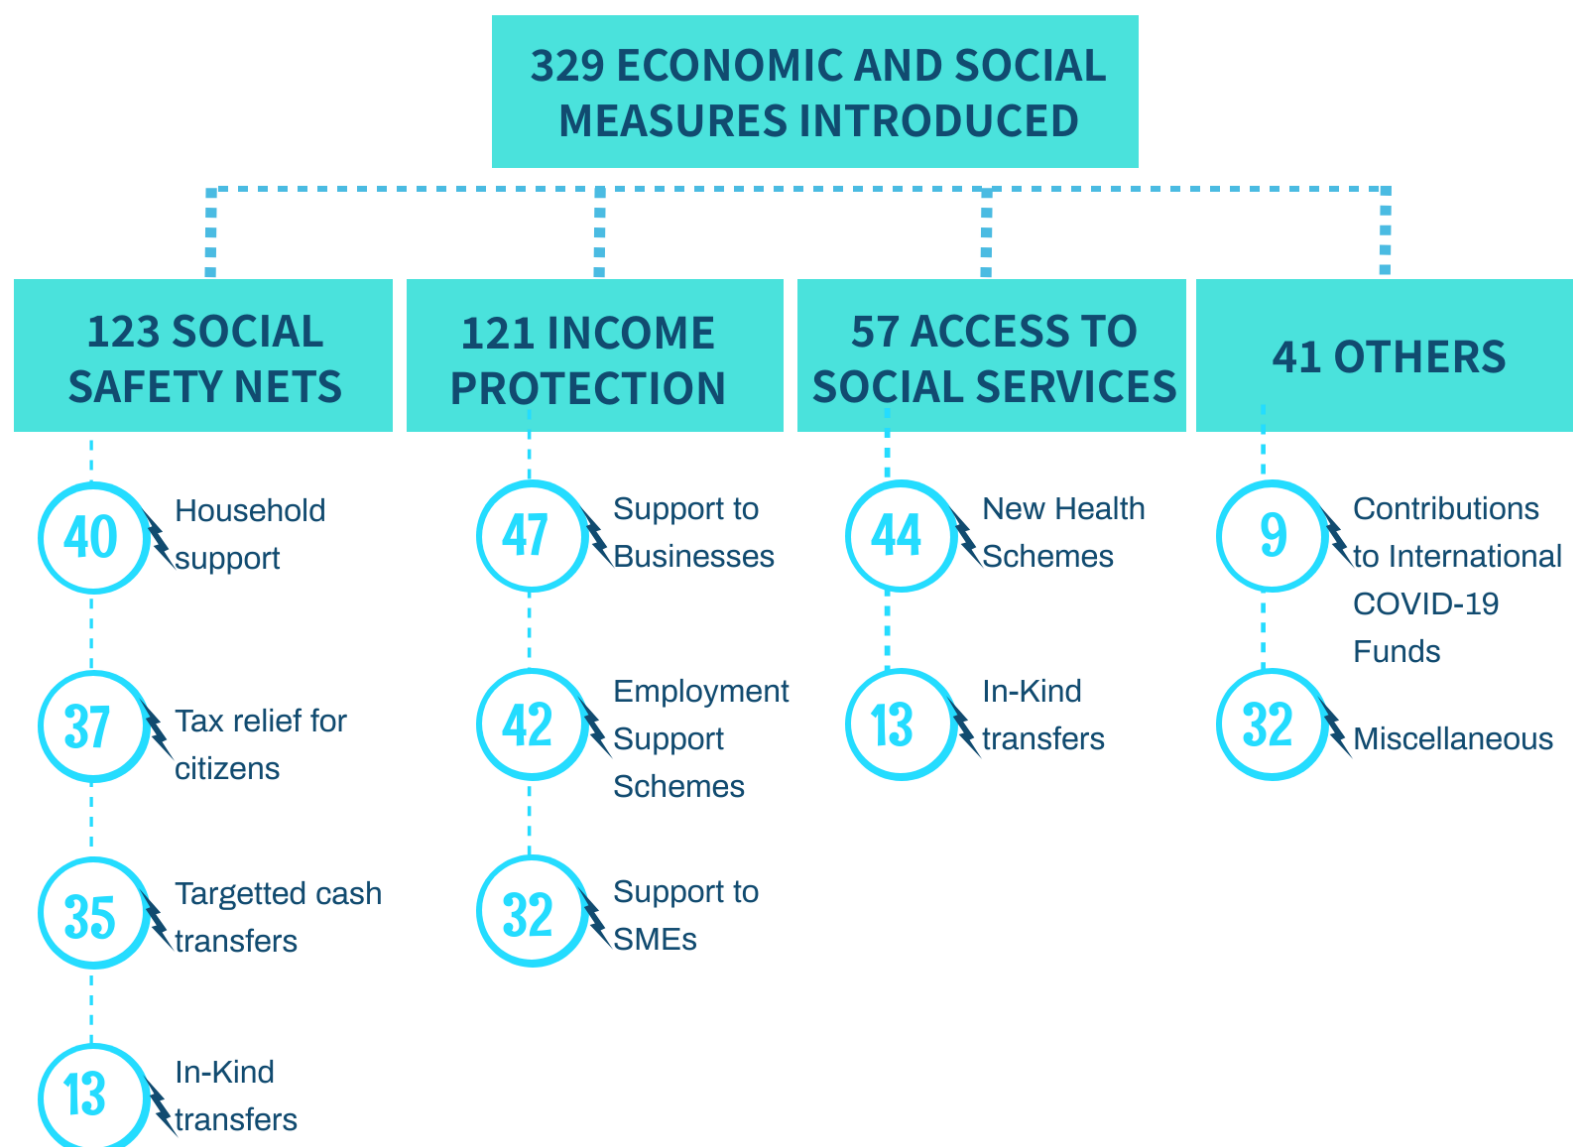 329 ECONOMIC AND SOCIAL
MEASURES INTRODUCED
123 SOCIAL
SAFETY NETS
40
Household
support
37
Tax relief for
citizens
35
Targetted cash
transfers
13
In-Kind
transfers
121 INCOME
PROTECTION
47
Support to
Businesses
42
Employment
Support
Schemes
32
Support to
SMEs
57 ACCESS TO
SOCIAL SERVICES
44
New Health
Schemes
13
In-Kind
transfers
41 OTHERS
9
Contributions
to International
COVID-19
Funds
32
Miscellaneous